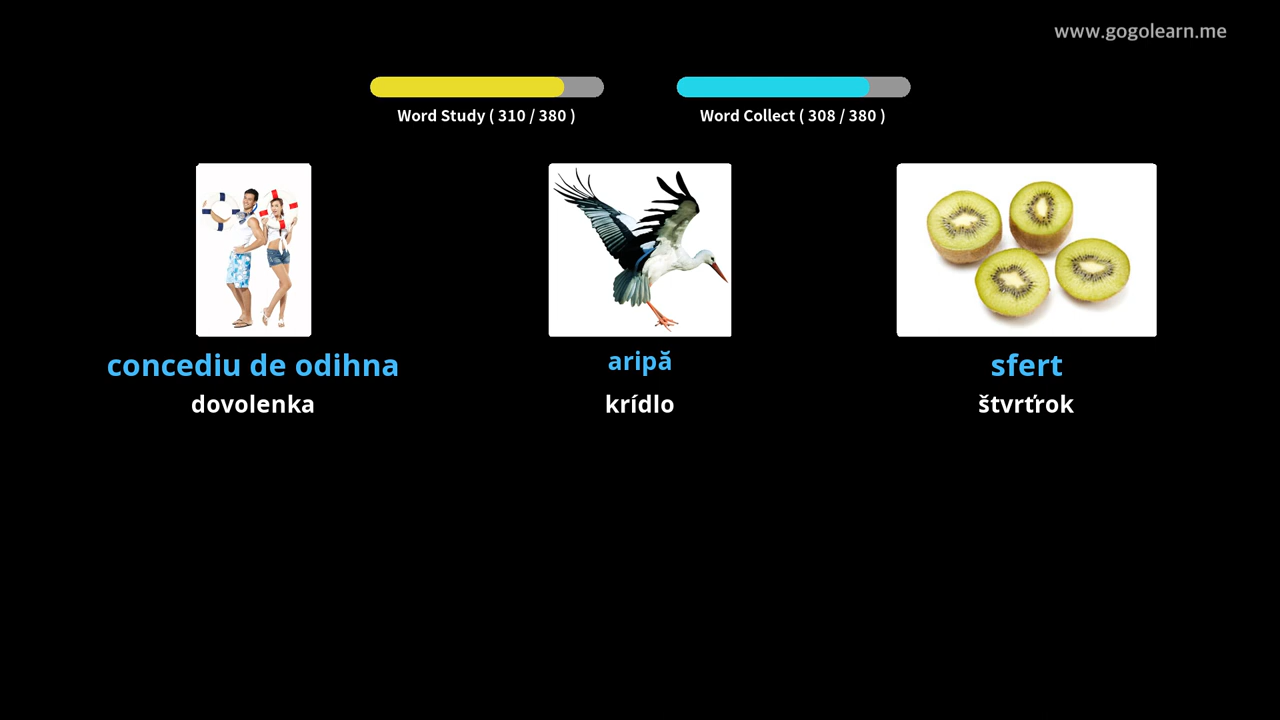 www.gogolearn.me
Word Study ( 310 / 380 )
Word Collect ( 308 / 380 )
concediu de odihna
aripă
sfert
dovolenka
krídlo
štvrťrok